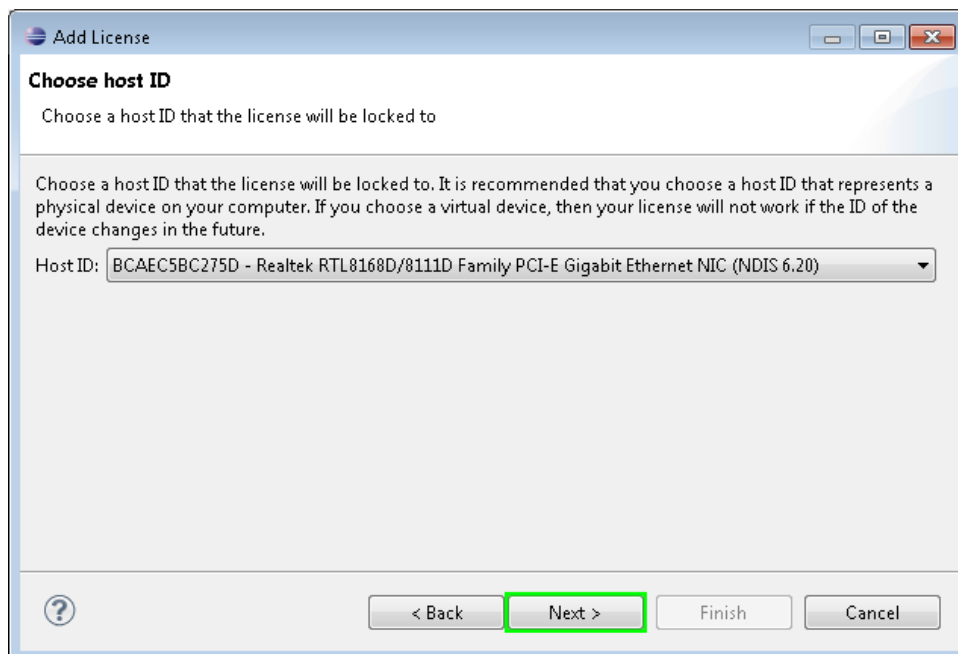 Add License
Choose host ID
Choose a host ID that the license will be locked to
Choose a host ID that the license will be locked to. It is recommended that you choose a host ID that represents a
physical device on your computer. If you choose a virtual device, then your license will not work if the ID of the
device changes in the future.
Host ID: BCAEC5BC275D - Realtek RTL8168D/8111D Family PCI-E Gigabit Ethernet NIC (NDIS 6.20)
? < Back Next > Finish Cancel